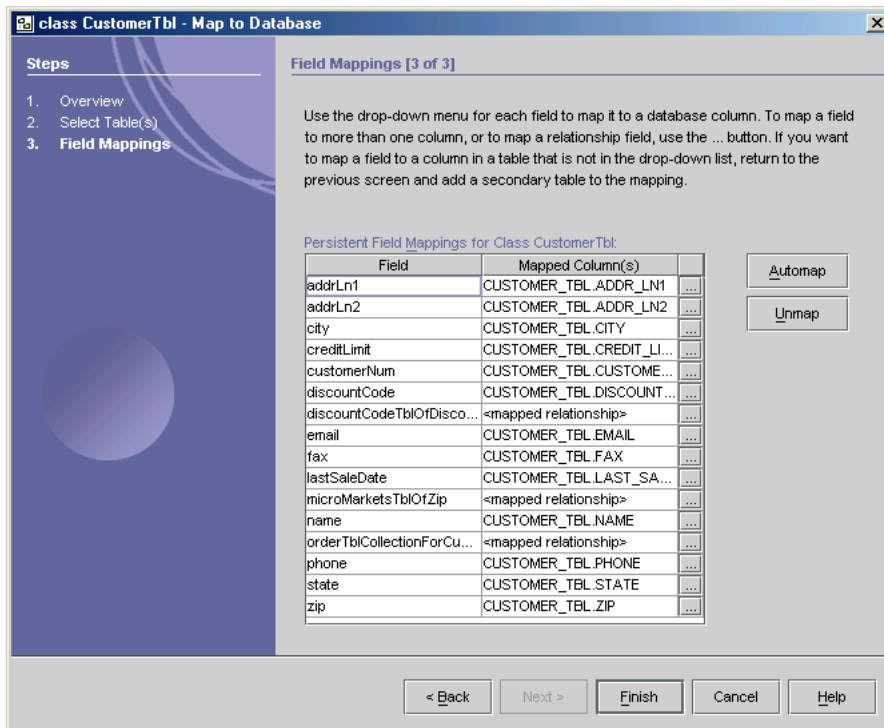 class CustomerTbl - Map to Database
Steps
1. Overview
2. Select Table(s)
3. Field Mappings
Field Mappings [3 of 3]
Use the drop-down menu for each field to map it to a database column. To map a field
to more than one column, or to map a relationship field, use the ... button. If you want
to map a field to a column in a table that is not in the drop-down list, return to the
previous screen and add a secondary table to the mapping.
Persistent Field Mappings for Class CustomerTbl:
Field Mapped Column(s)
addrLn1 CUSTOMER_TBL.ADDR_LN1 ...
addrLn2 CUSTOMER_TBL.ADDR_LN2 ...
city CUSTOMER_TBL.CITY ...
creditLimit CUSTOMER_TBL.CREDIT_LI... ...
customerNum CUSTOMER_TBL.CUSTOME... ...
discountCode CUSTOMER_TBL.DISCOUNT... ...
discountCodeTblOfDisco... <mapped relationship> ...
email CUSTOMER_TBL.EMAIL ...
fax CUSTOMER_TBL.FAX ...
lastSaleDate CUSTOMER_TBL.LAST_SA... ...
microMarketsTblOfZip <mapped relationship> ...
name CUSTOMER_TBL.NAME ...
orderTblCollectionForCu... <mapped relationship> ...
phone CUSTOMER_TBL.PHONE ...
state CUSTOMER_TBL.STATE ...
zip CUSTOMER_TBL.ZIP ...
Automap
Unmap
< Back Next > Finish Cancel Help